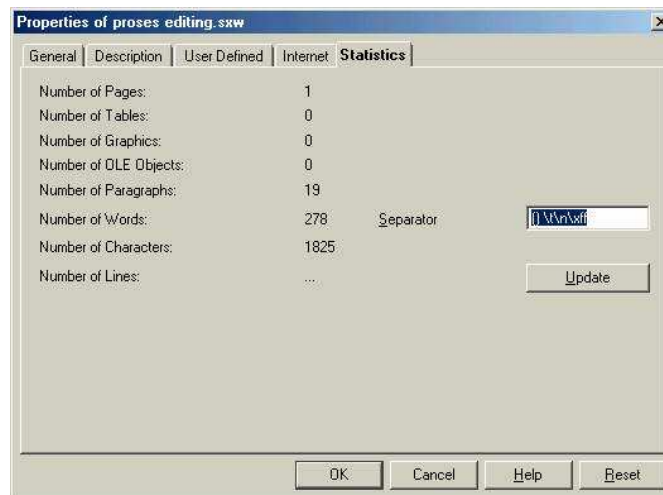 Properties of proses editing.sxw
General Description User Defined Internet Statistics
Number of Pages: 1
Number of Tables: 0
Number of Graphics: 0
Number of OLE Objects: 0
Number of Paragraphs: 19
Number of Words: 278 Separator () \t\n\xff
Number of Characters: 1825
Number of Lines: ... Update
OK Cancel Help Reset